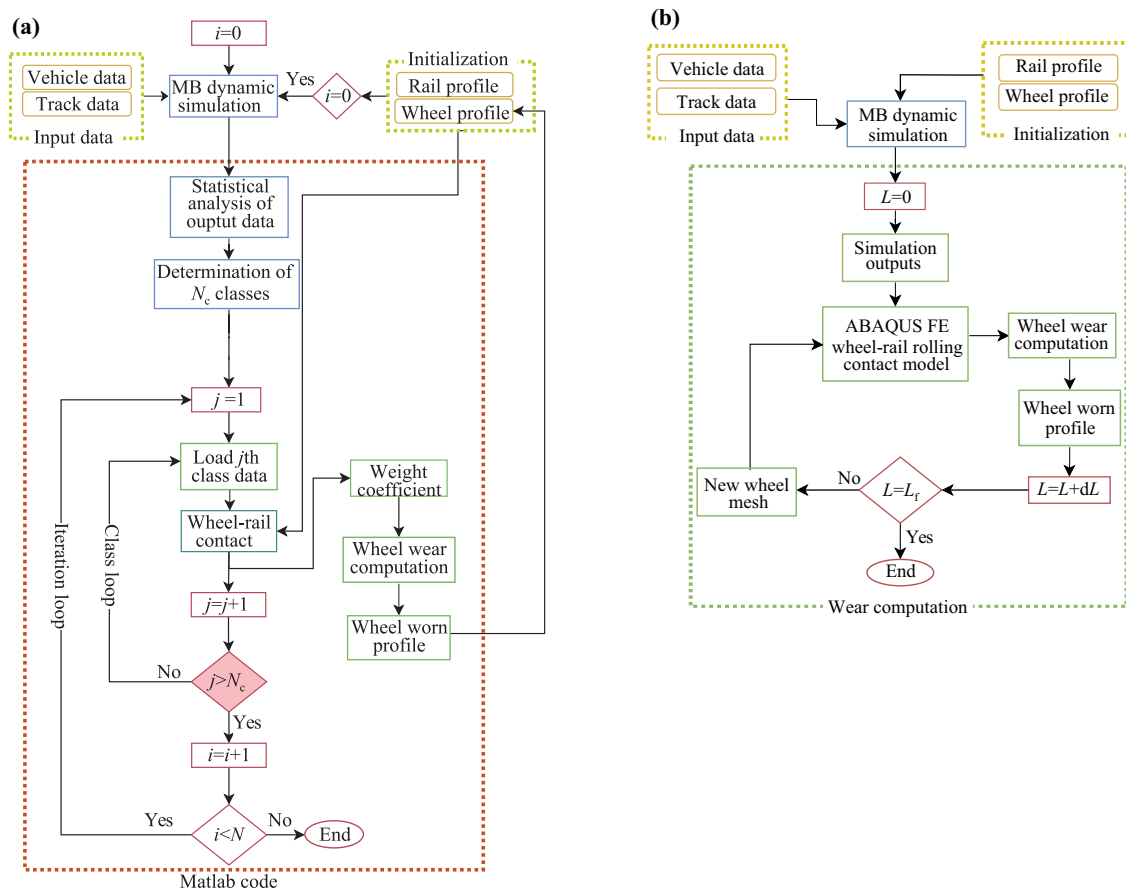 (a)
i=0
Vehicle data
Track data
Input data
MB dynamic
simulation
Yes
i=0
Initialization
Rail profile
Wheel profile
Statistical
analysis of
ouptut data
Determination of
Nc classes
j =1
Load jth
class data
Wheel-rail
contact
Weight
coefficient
Wheel wear
computation
Wheel worn
profile
Iteration loop
Class loop
j=j+1
No
j>Nc
Yes
i=i+1
Yes
i<N
No
End
Matlab code
(b)
Vehicle data
Track data
Input data
MB dynamic
simulation
Rail profile
Wheel profile
Initialization
L=0
Simulation
outputs
ABAQUS FE
wheel-rail rolling
contact model
Wheel wear
computation
Wheel worn
profile
L=L+dL
L=Lf
No
New wheel
mesh
Yes
End
Wear computation